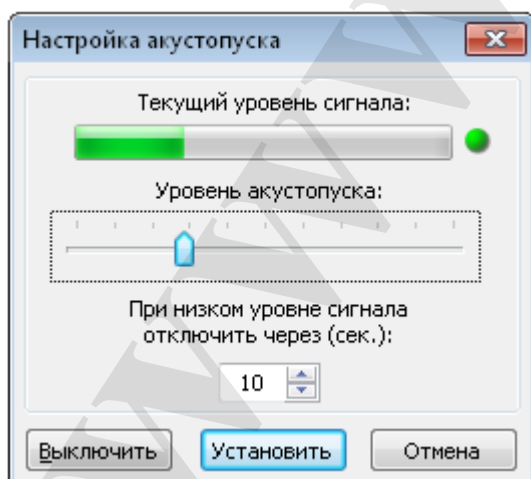 Настройка акустопуска
Текущий уровень сигнала:
Уровень акустопуска:
При низком уровне сигнала
отключить через (сек.):
10
Выключить Установить Отмена